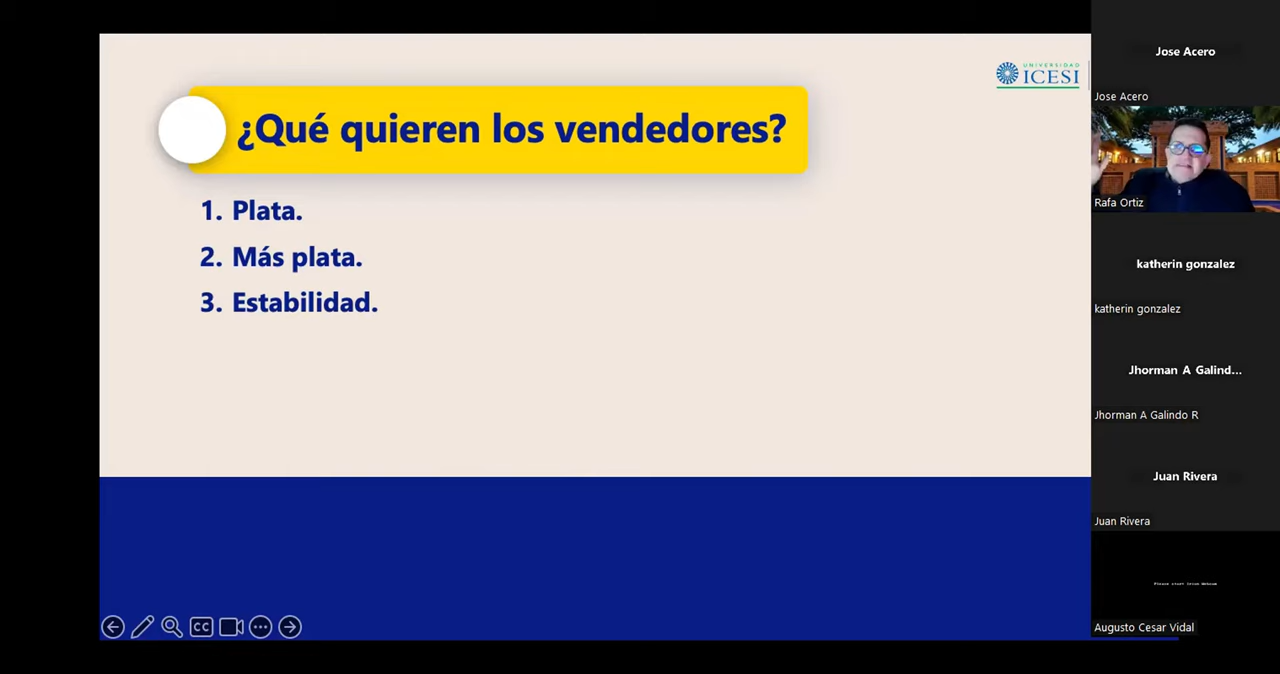 ¿Qué quieren los vendedores?
1. Plata.
2. Más plata.
3. Estabilidad.
UNIVERSIDAD
ICESI
CC
Jose Acero
Jose Acero
Rafa Ortiz
katherin gonzalez
katherin gonzalez
Jhorman A Galind...
Jhorman A Galindo R
Juan Rivera
Juan Rivera
Augusto Cesar Vidal